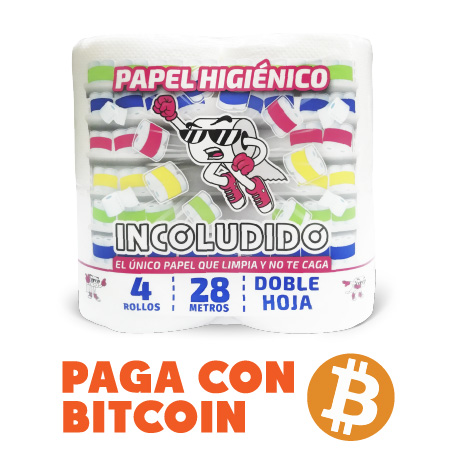 PAPEL HIGIÉNICO
INCOLUDIDO
EL ÚNICO PAPEL QUE LIMPIA Y NO TE CAGA
4
ROLLOS
28
METROS
DOBLE
HOJA
PAGA CON
BITCOIN